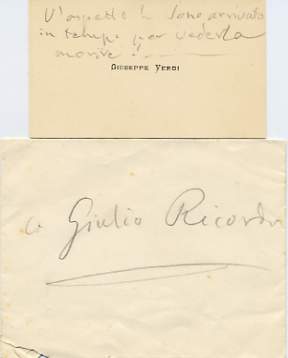 V'aspetto! Sono arrivato
in tempo per vederla
morire!
GIUSEPPE VERDI
a Giulio Ricordi